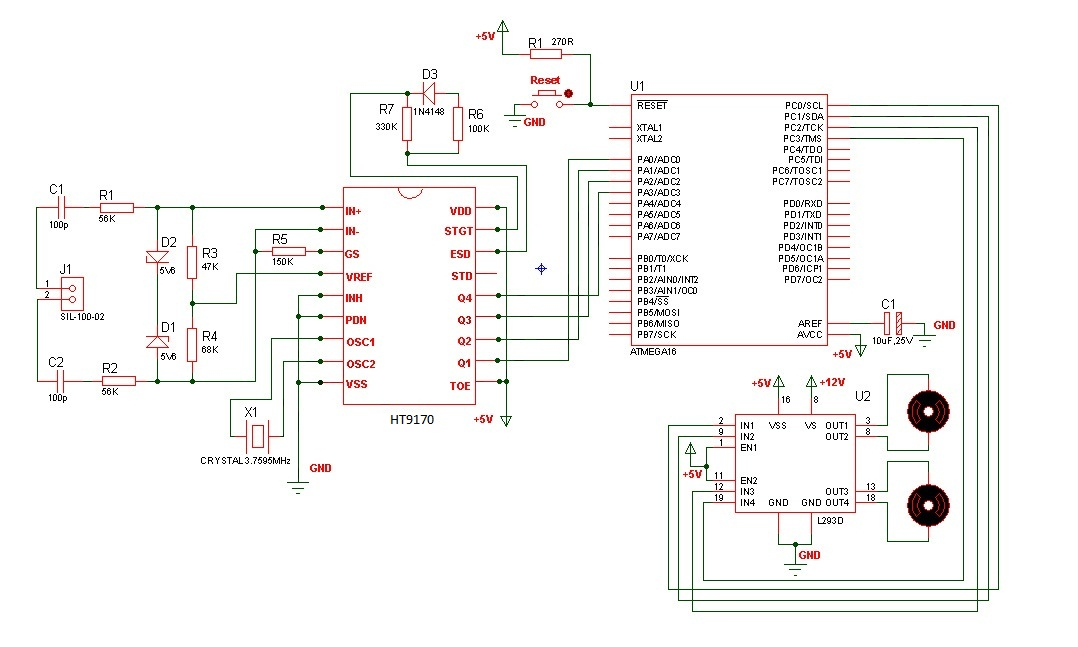 +5V
R1 270R
Reset
GND
D3
1N4148
R7
330K
R6
100K
U1
RESET
XTAL1
XTAL2
PA0/ADC0
PA1/ADC1
PA2/ADC2
PA3/ADC3
PA4/ADC4
PA5/ADC5
PA6/ADC6
PA7/ADC7
PB0/T0/XCK
PB1/T1
PB2/AIN0/INT2
PB3/AIN1/OC0
PB4/SS
PB5/MOSI
PB6/MISO
PB7/SCK
PC0/SCL
PC1/SDA
PC2/TCK
PC3/TMS
PC4/TDO
PC5/TDI
PC6/TOSC1
PC7/TOSC2
PD0/RXD
PD1/TXD
PD2/INT0
PD3/INT1
PD4/OC1B
PD5/OC1A
PD6/ICP1
PD7/OC2
AREF
AVCC
ATMEGA16
C1
10uF,25V
GND
+5V
C1
100p
R1
56K
D2
5V6
R3
47K
R5
150K
J1
1
2
SIL-100-02
D1
5V6
R4
68K
C2
100p
R2
56K
X1
CRYSTAL3.7595MHz
GND
IN+
IN-
GS
VREF
INH
PDN
OSC1
OSC2
VSS
VDD
STGT
ESD
STD
Q4
Q3
Q2
Q1
TOE
HT9170
+5V
+5V
+12V
16
8
U2
2
9
1
11
12
19
IN1
IN2
EN1
EN2
IN3
IN4
VSS
VS
OUT1
OUT2
OUT3
OUT4
3
8
13
18
GND
GND
L293D
+5V
GND